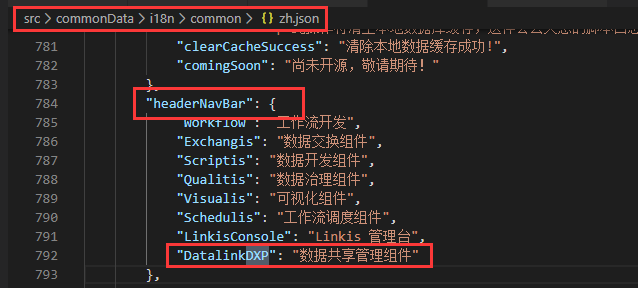 src > commonData > i18n > common > {} zh.json
781 "clearCacheSuccess": "清除本地数据缓存成功!",
782 "comingSoon": "尚未开源，敬请期待! "
783 },
784 "headerNavBar": {
785 "Workflow": "工作流开发",
786 "Exchangis": "数据交换组件",
787 "Scriptis": "数据开发组件",
788 "Qualitis": "数据治理组件",
789 "Visualis": "可视化组件",
790 "Schedulis": "工作流调度组件",
791 "LinkisConsole": "Linkis 管理台",
792 "DatalinkDXP": "数据共享管理组件"
793 },